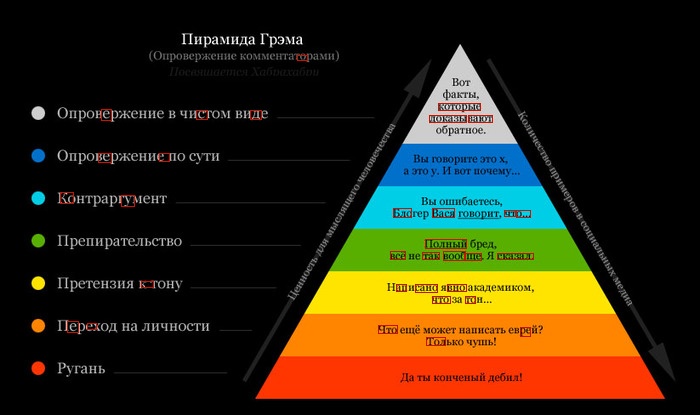 Пирамида Грэма
(Опровержение комментаторами)
Посвящается Хабрахабри
Опровержение в чистом виде
Опровержение по сути
Контраргумент
Препирательство
Претензия к тону
Переход на личности
Ругань
Ценность для мыслящего человечества
Количество примеров в социальных медиа
Вот
факты,
которые
доказывают
обратное.
Вы говорите это x,
а это y. И вот почему...
Вы ошибаетесь,
Блогер Вася говорит, что...
Полный бред,
всё не так вообще. Я сказал.
Написано явно академиком,
что за тон...
Что ещё может написать еврей?
Только чушь!
Да ты конченый дебил!